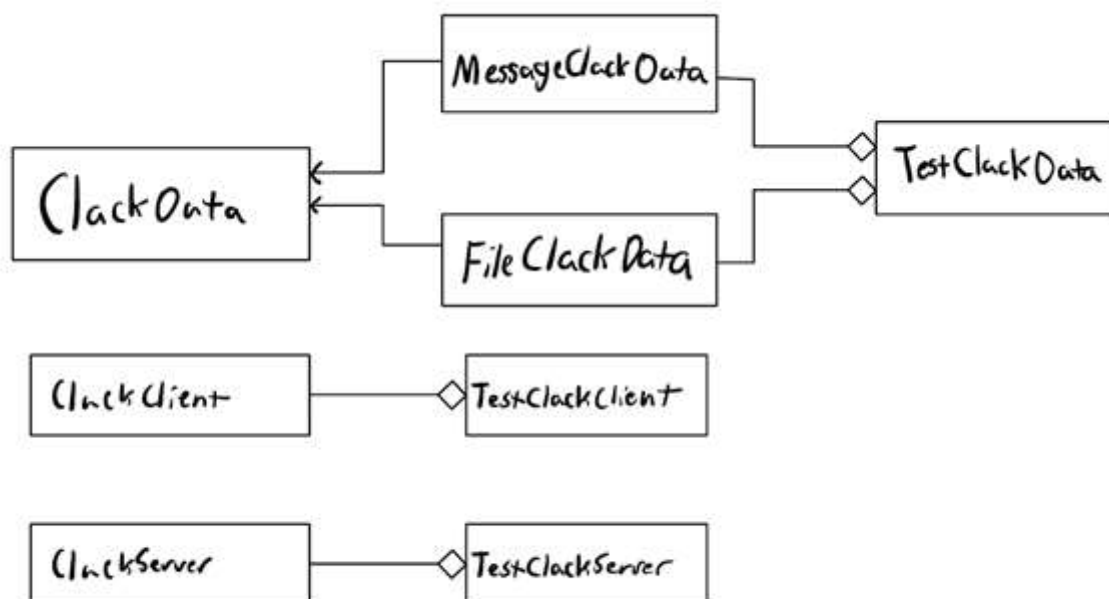 MessageClackData
TestClackData
ClackData
FileClackData
ClackClient
TestClackClient
ClackServer
TestClackServer